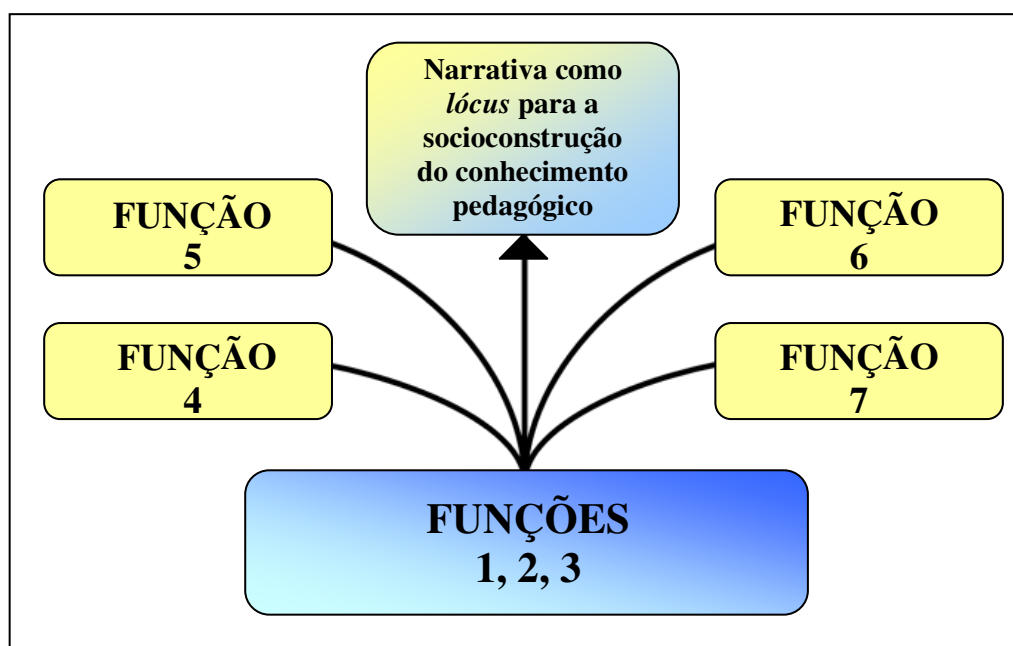 Narrativa como
lócus para a
socioconstrução
do conhecimento
pedagógico
FUNÇÃO
5
FUNÇÃO
6
FUNÇÃO
4
FUNÇÃO
7
FUNÇÕES
1, 2, 3